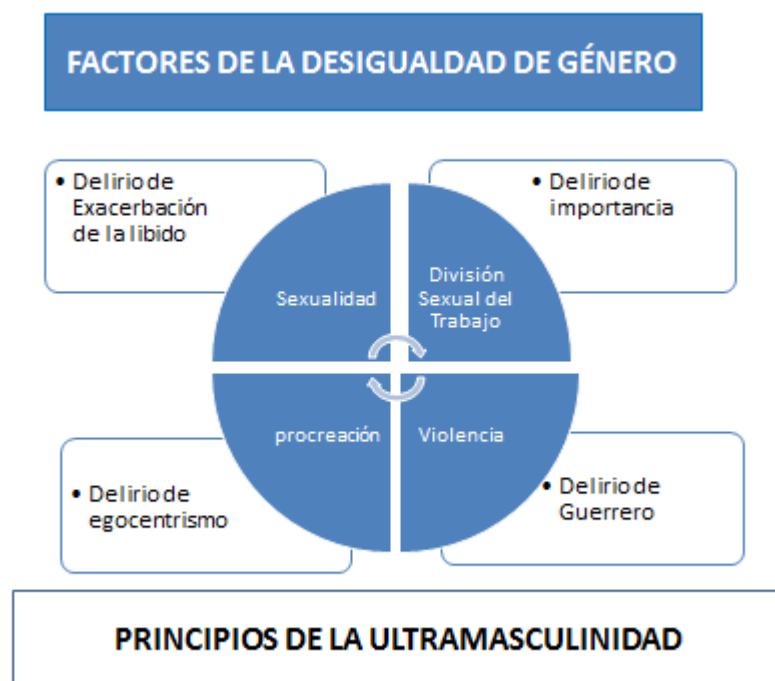 FACTORES DE LA DESIGUALDAD DE GÉNERO
• Delirio de
Exacerbación
de la libido
• Delirio de
importancia
Sexualidad
División
Sexual del
Trabajo
procreación
Violencia
• Delirio de
egocentrismo
• Delirio de
Guerrero
PRINCIPIOS DE LA ULTRAMASCULINIDAD